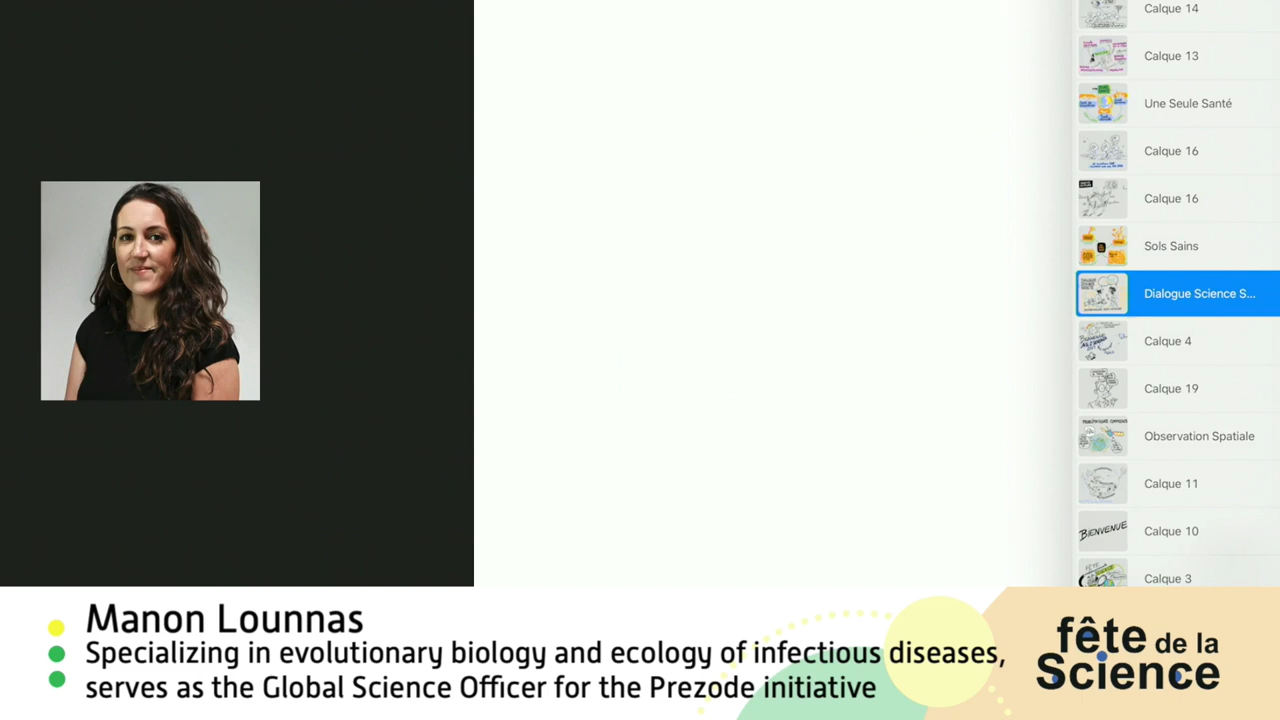 Calque 14
Calque 13
Une Seule Santé
Calque 16
Calque 16
Sols Sains
Dialogue Science S...
Calque 4
Calque 19
Observation Spatiale
Calque 11
BIENVENUE
Calque 10
Calque 3
Manon Lounnas
Specializing in evolutionary biology and ecology of infectious diseases,
serves as the Global Science Officer for the Prezode initiative
fête de la
Science